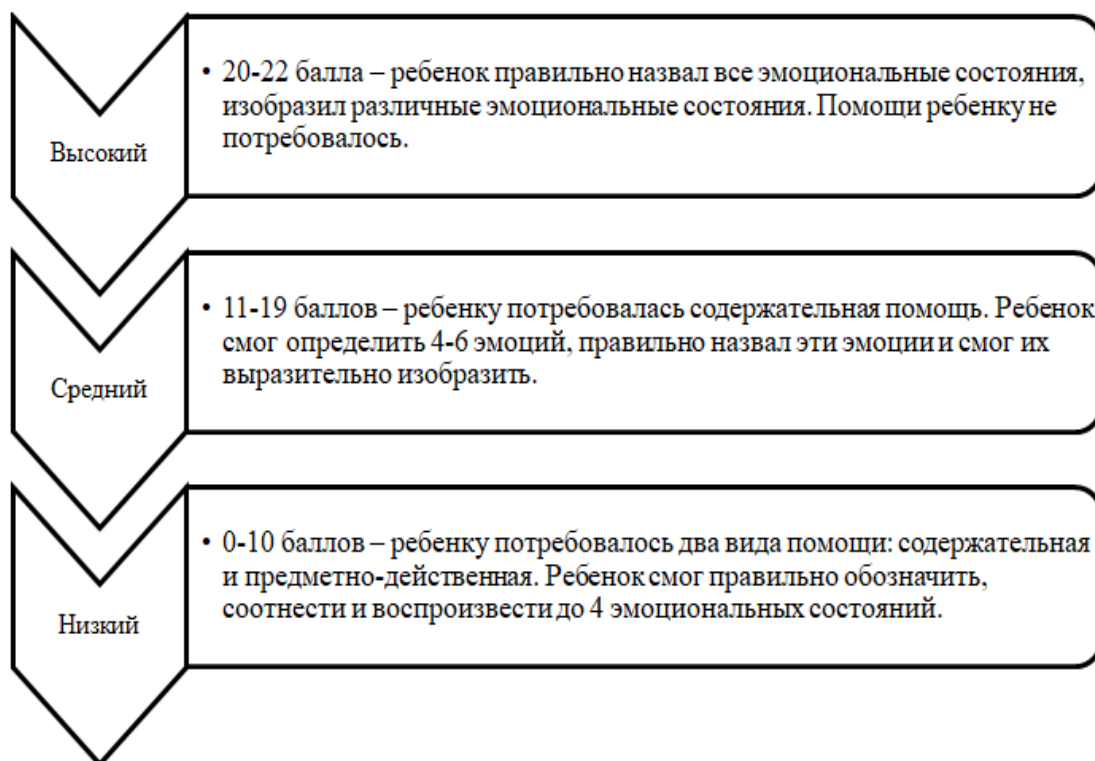 Высокий
• 20-22 балла – ребенок правильно назвал все эмоциональные состояния,
изобразил различные эмоциональные состояния. Помощи ребенку не
потребовалось.
Средний
• 11-19 баллов – ребенку потребовалась содержательная помощь. Ребенок
смог определить 4-6 эмоций, правильно назвал эти эмоции и смог их
выразительно изобразить.
Низкий
• 0-10 баллов – ребенку потребовалось два вида помощи: содержательная
и предметно-действенная. Ребенок смог правильно обозначить,
соотнести и воспроизвести до 4 эмоциональных состояний.